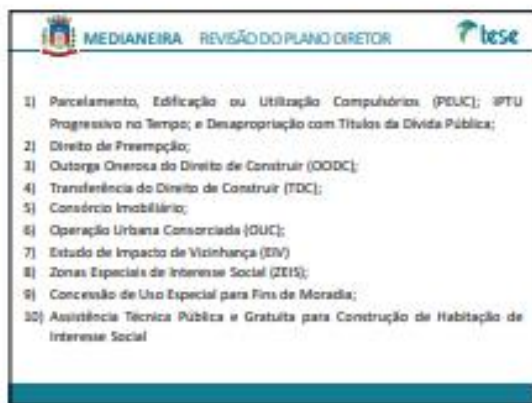 MEDIANEIRA REVISÃO DO PLANO DIRETOR
tese
1) Parcelamento, Edificação ou Utilização Compulsórios (PEUC); IPTU
Progressivo no Tempo; e Desapropriação com Títulos da Dívida Pública;
2) Direito de Preempção;
3) Outorga Onerosa do Direito de Construir (OODC);
4) Transferência do Direito de Construir (TDC);
5) Consórcio Imobiliário;
6) Operação Urbana Consorciada (OUC);
7) Estudo de Impacto de Vizinhança (EIV)
8) Zonas Especiais de Interesse Social (ZEIS);
9) Concessão de Uso Especial para Fins de Moradia;
10) Assistência Técnica Pública e Gratuita para Construção de Habitação de
Interesse Social